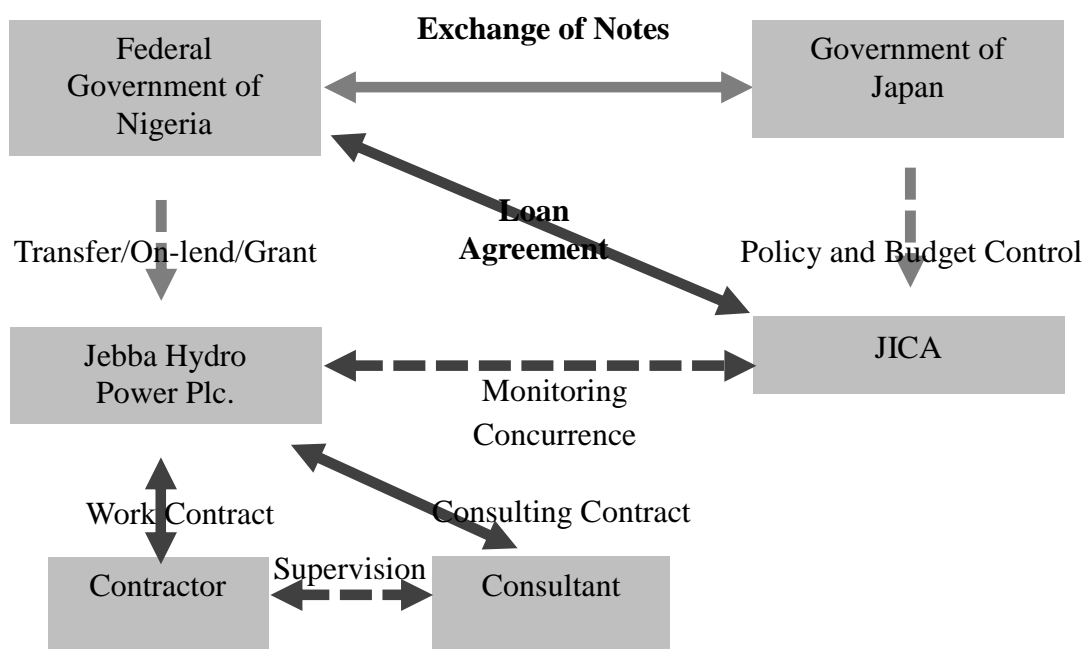 Exchange of Notes
Federal
Government of
Nigeria
Government of
Japan
Loan
Agreement
Transfer/On-lend/Grant
Policy and Budget Control
Jebba Hydro
Power Plc.
JICA
Monitoring
Concurrence
Work Contract
Consulting Contract
Supervision
Contractor
Consultant